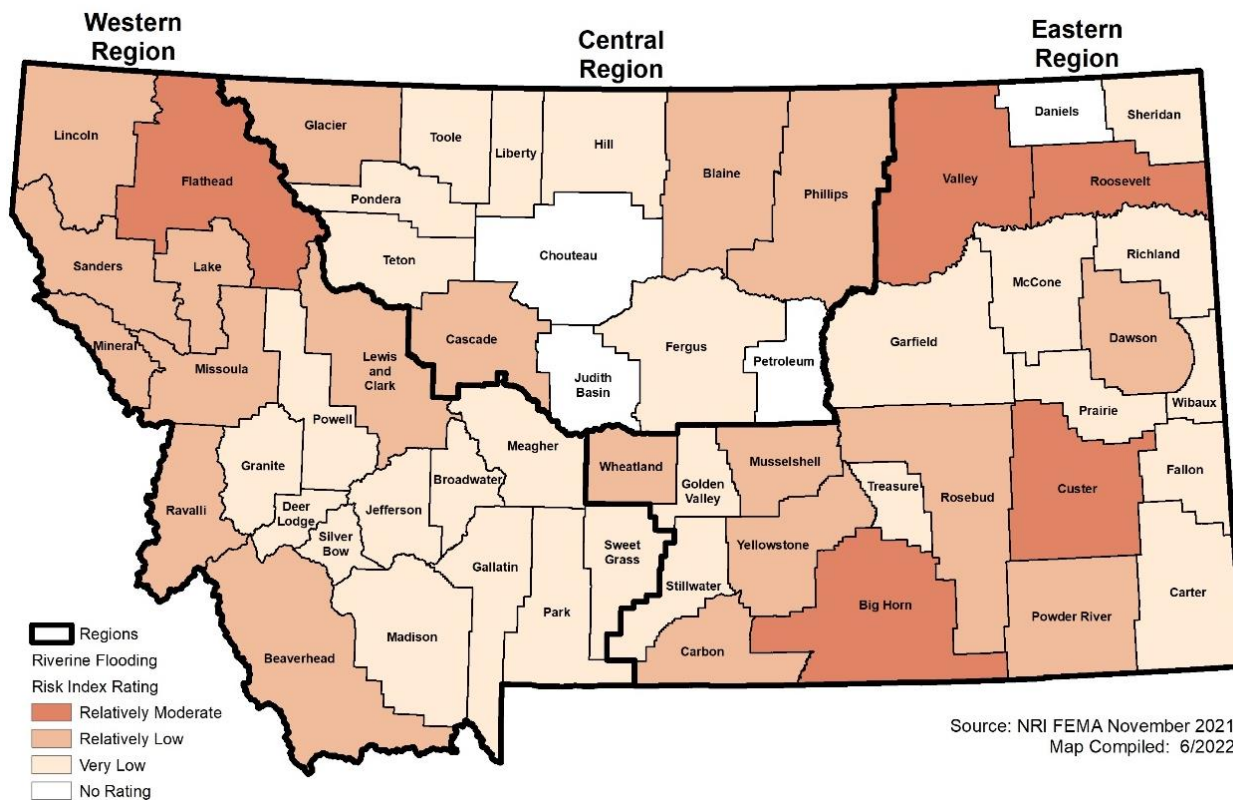 Western
Region
Central
Region
Eastern
Region
Lincoln
Flathead
Glacier
Toole
Liberty
Hill
Blaine
Phillips
Valley
Daniels
Sheridan
Roosevelt
Pondera
Teton
Chouteau
Sanders
Lake
Richland
McCone
Mineral
Missoula
Lewis
and
Clark
Cascade
Judith
Basin
Fergus
Petroleum
Garfield
Dawson
Prairie
Wibaux
Powell
Granite
Meagher
Broadwater
Wheatland
Golden
Valley
Musselshell
Treasure
Rosebud
Custer
Fallon
Ravalli
Deer
Lodge
Silver
Bow
Jefferson
Gallatin
Sweet
Grass
Stillwater
Yellowstone
Big Horn
Park
Madison
Beaverhead
Carbon
Powder River
Carter
Regions
Riverine Flooding
Risk Index Rating
Relatively Moderate
Relatively Low
Very Low
No Rating
Source: NRI FEMA November 2021
Map Compiled: 6/2022